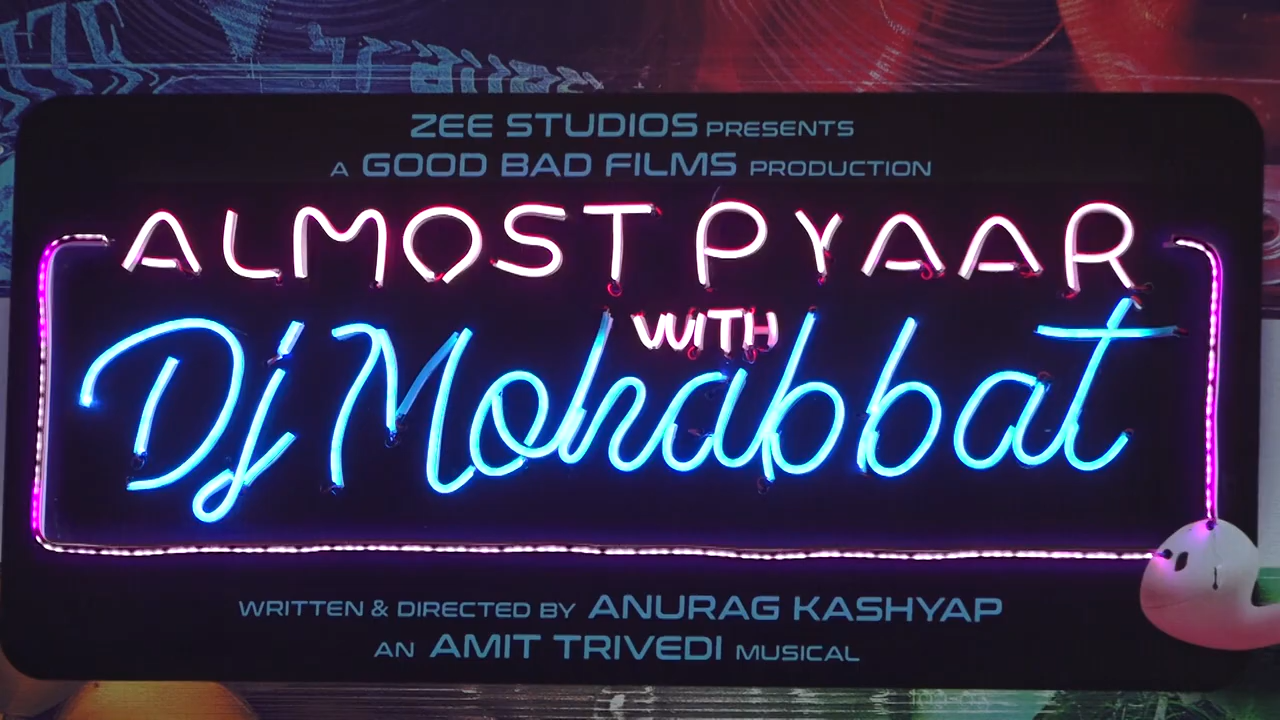 ZEE STUDIOS PRESENTS
A GOOD BAD FILMS PRODUCTION
ALMOST PYAAR
WITH
Dj Mohabbat
WRITTEN & DIRECTED BY ANURAG KASHYAP
AN AMIT TRIVEDI MUSICAL